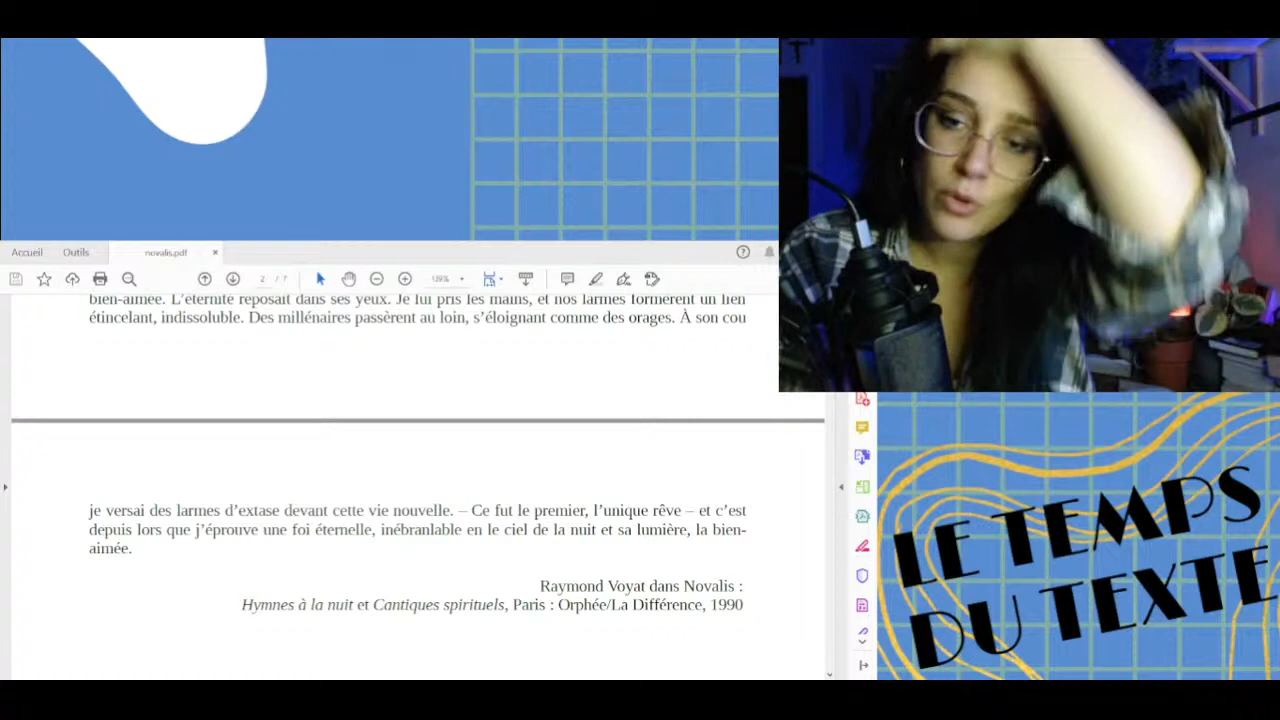 Accueil Outils novalis.pdf
2 / 7 139%
bien-aimée. L'éternité reposait dans ses yeux. Je lui pris les mains, et nos larmes formèrent un lien
étincelant, indissoluble. Des millénaires passèrent au loin, s'éloignant comme des orages. À son cou
je versai des larmes d'extase devant cette vie nouvelle. – Ce fut le premier, l'unique rêve – et c'est
depuis lors que j'éprouve une foi éternelle, inébranlable en le ciel de la nuit et sa lumière, la bien-
aimée.
Raymond Voyat dans Novalis :
Hymnes à la nuit et Cantiques spirituels, Paris : Orphée/La Différence, 1990
LE TEMPS
DU TEXTE